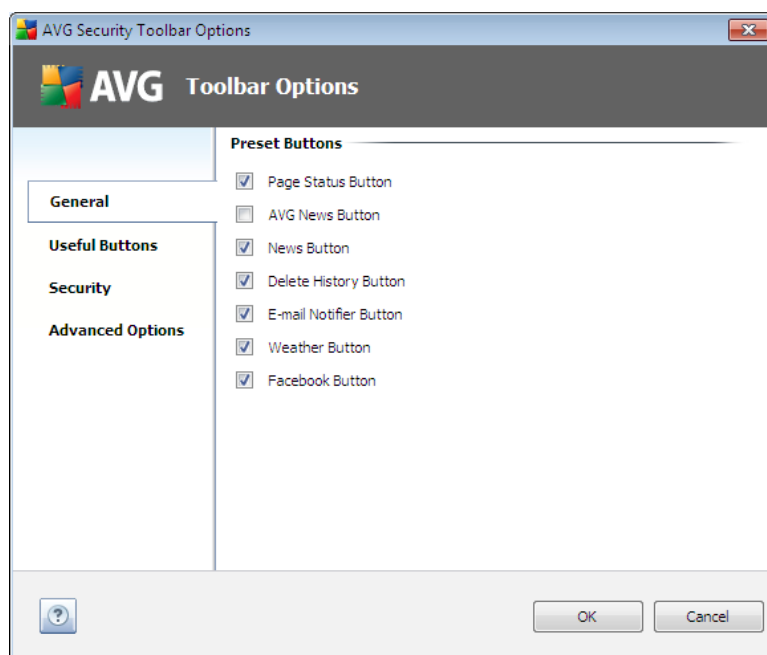 AVG Security Toolbar Options
AVG Toolbar Options
Preset Buttons
General
Useful Buttons
Security
Advanced Options
Page Status Button
AVG News Button
News Button
Delete History Button
E-mail Notifier Button
Weather Button
Facebook Button
?
OK
Cancel